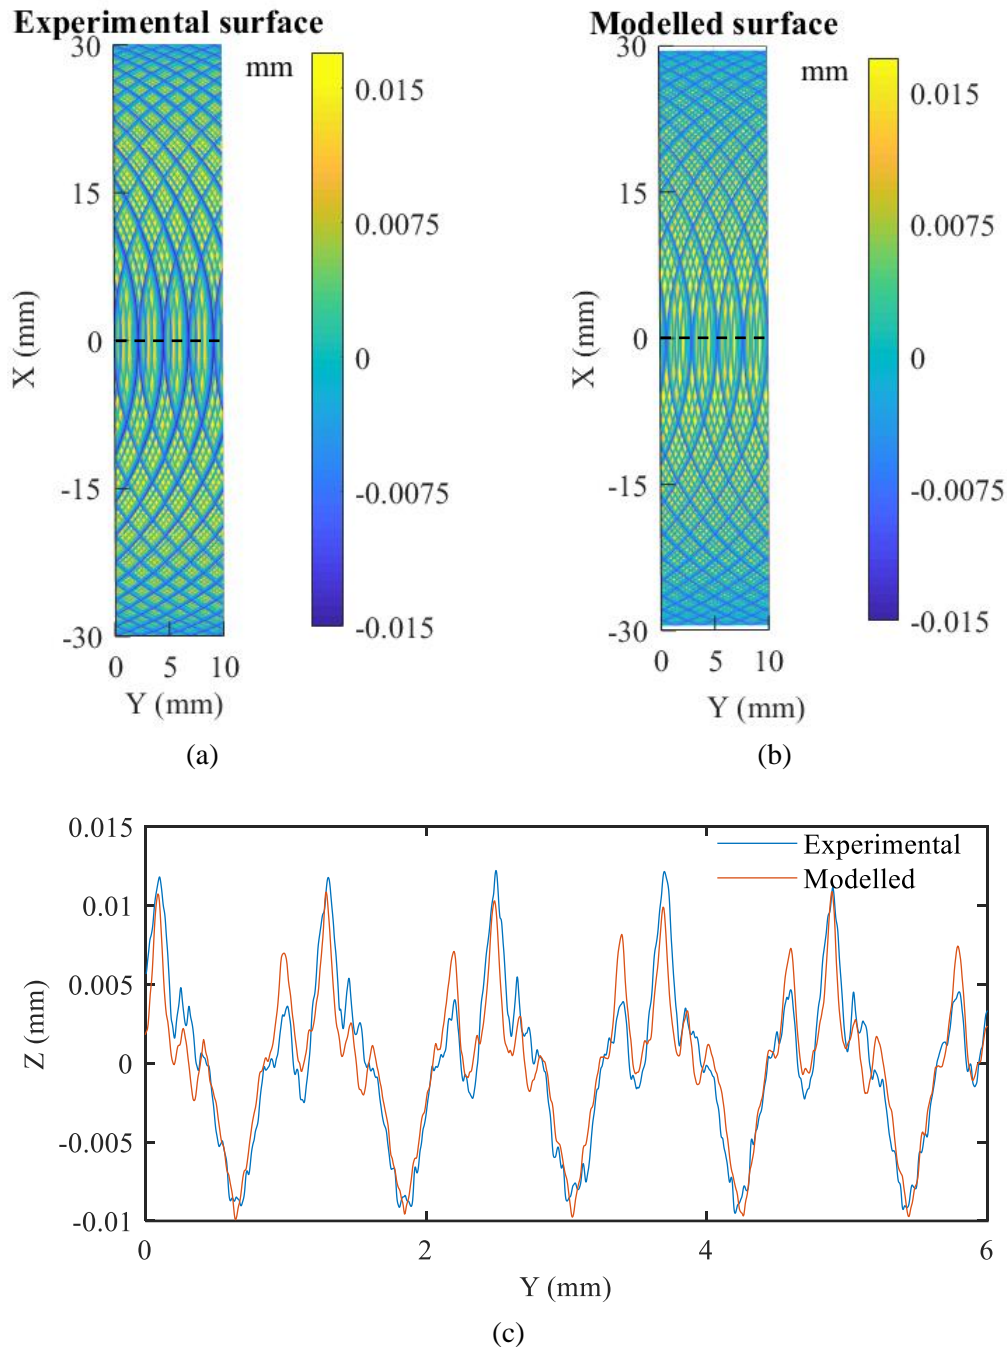 Experimental surface
mm
30
15
0
-15
-30
X (mm)
0 5 10
Y (mm)
0.015
0.0075
0
-0.0075
-0.015
(a)
Modelled surface
mm
30
15
0
-15
-30
X (mm)
0 5 10
Y (mm)
0.015
0.0075
0
-0.0075
-0.015
(b)
0.015
0.01
0.005
0
-0.005
-0.01
Z (mm)
Experimental
Modelled
0 2 4 6
Y (mm)
(c)